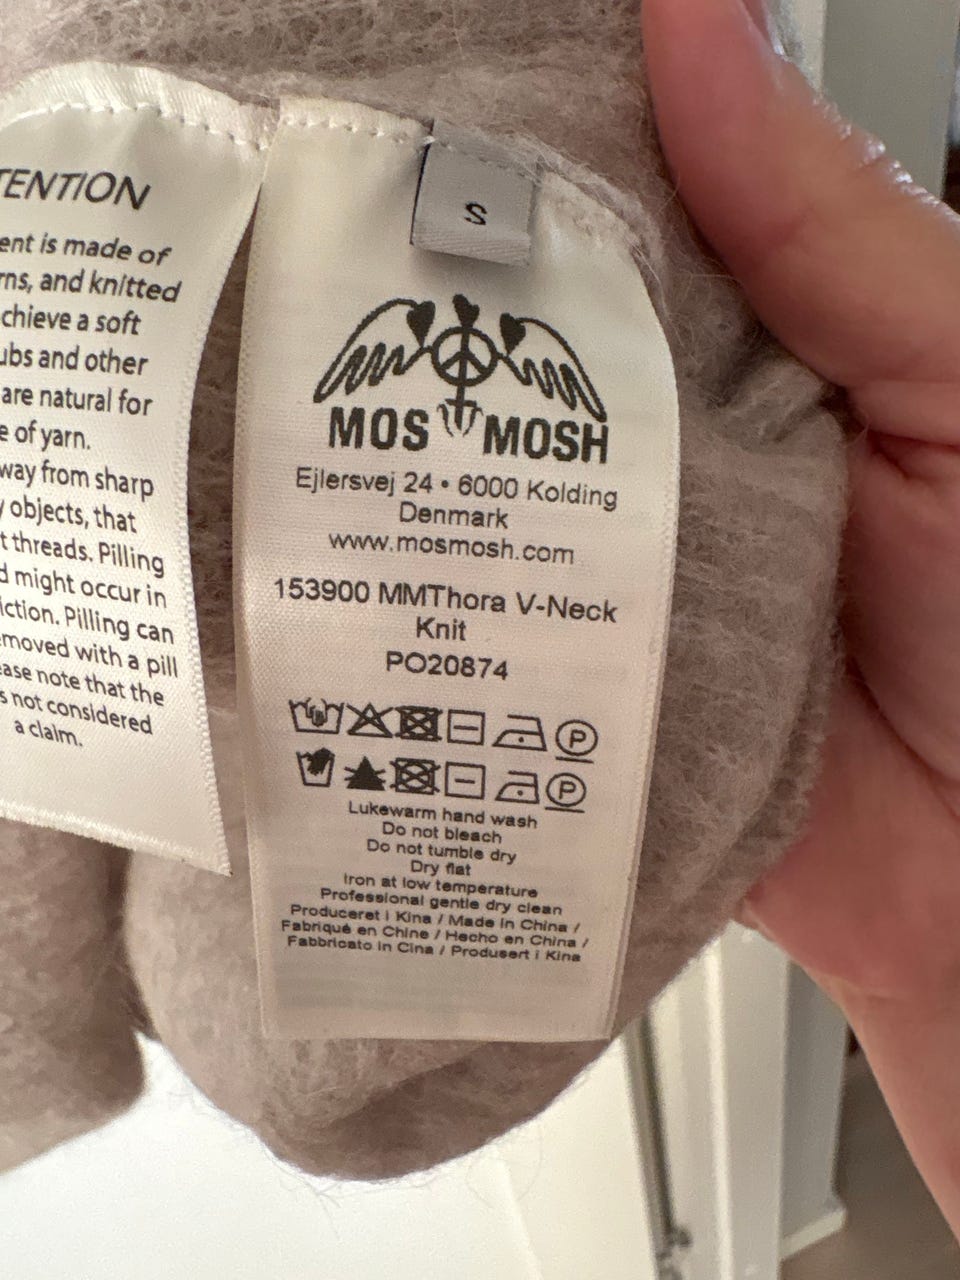 TENTION
ent is made of
rns, and knitted
chieve a soft
ubs and other
are natural for
e of yarn.
way from sharp
y objects, that
t threads. Pilling
d might occur in
iction. Pilling can
emoved with a pill
ease note that the
s not considered
a claim.
S
MOS MOSH
Ejlersvej 24 • 6000 Kolding
Denmark
www.mosmosh.com
153900 MMThora V-Neck
Knit
PO20874
P
P
Lukewarm hand wash
Do not bleach
Do not tumble dry
Dry flat
Iron at low temperature
Professional gentle dry clean
Produceret i Kina / Made in China /
Fabriqué en Chine / Hecho en China /
Fabbricato in Cina / Produsert i Kina